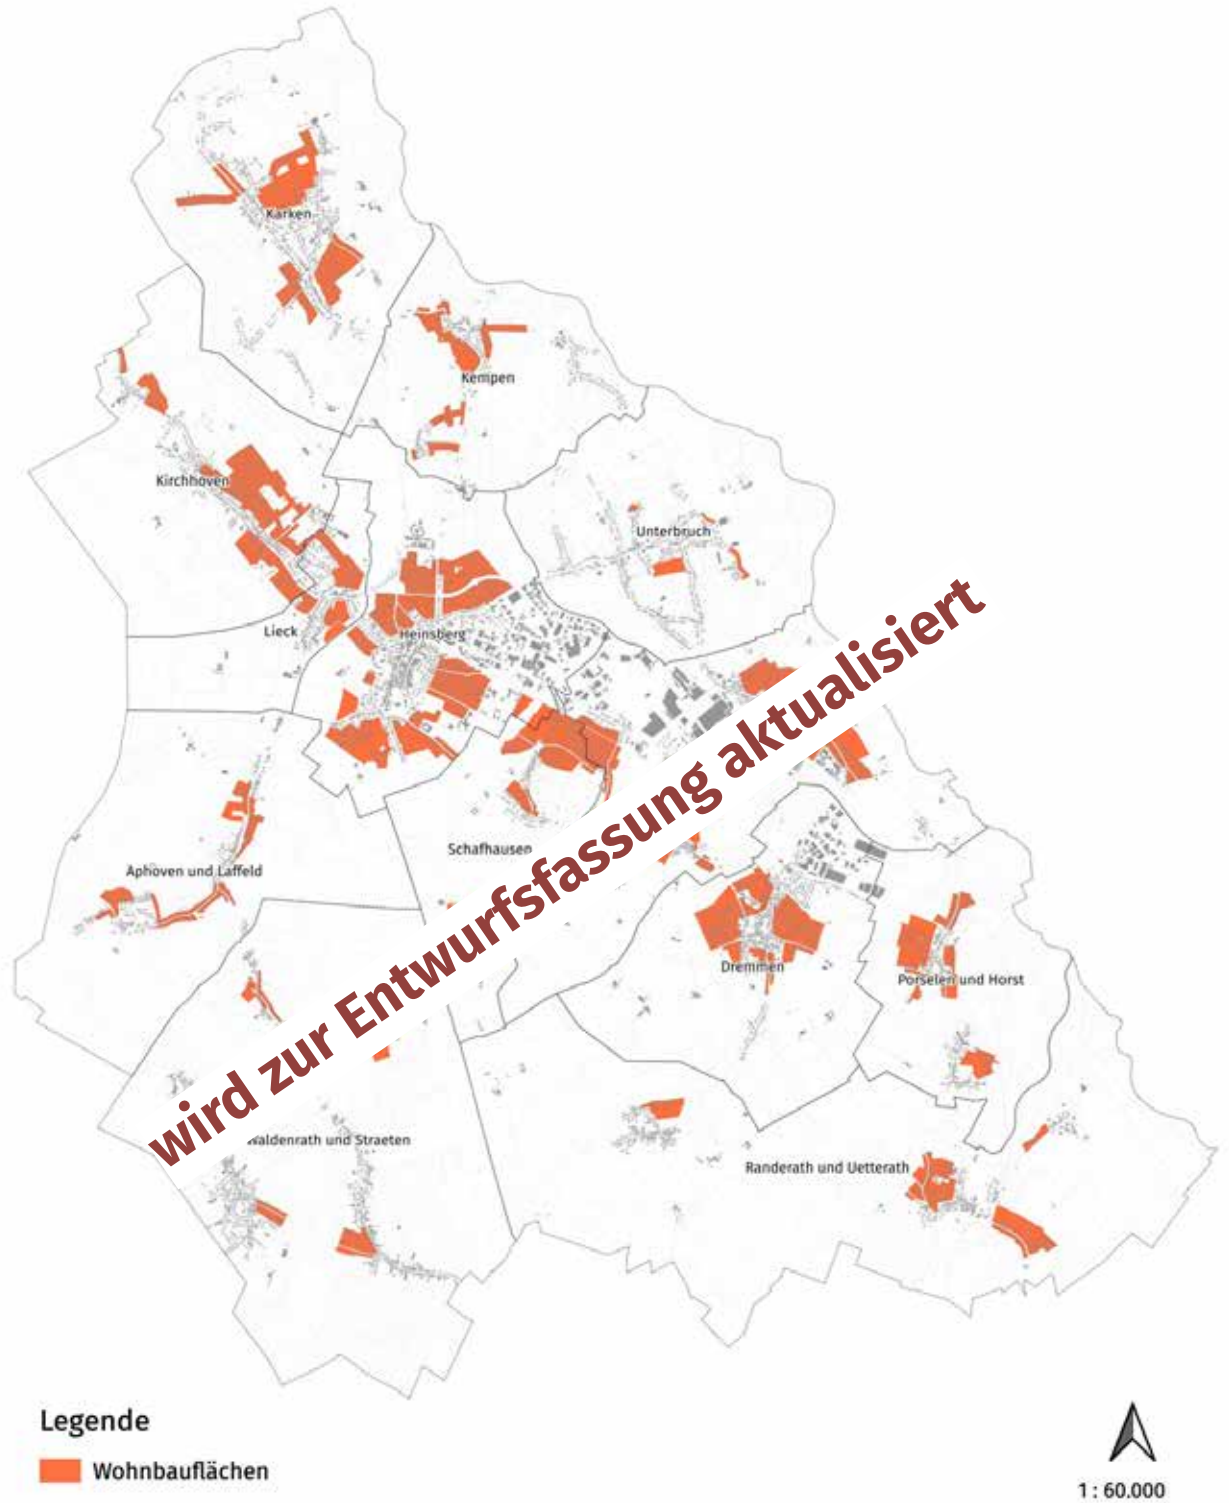 Karken
Kempen
Kirchhoven
Unterbruch
Lieck
Heinsberg
Schafhausen
Aphoven und Laffeld
Dremmen
Porselen und Horst
Waldenrath und Straeten
Randerath und Uetterath
wird zur Entwurfsfassung aktualisiert
Legende
Wohnbauflächen
1 : 60.000